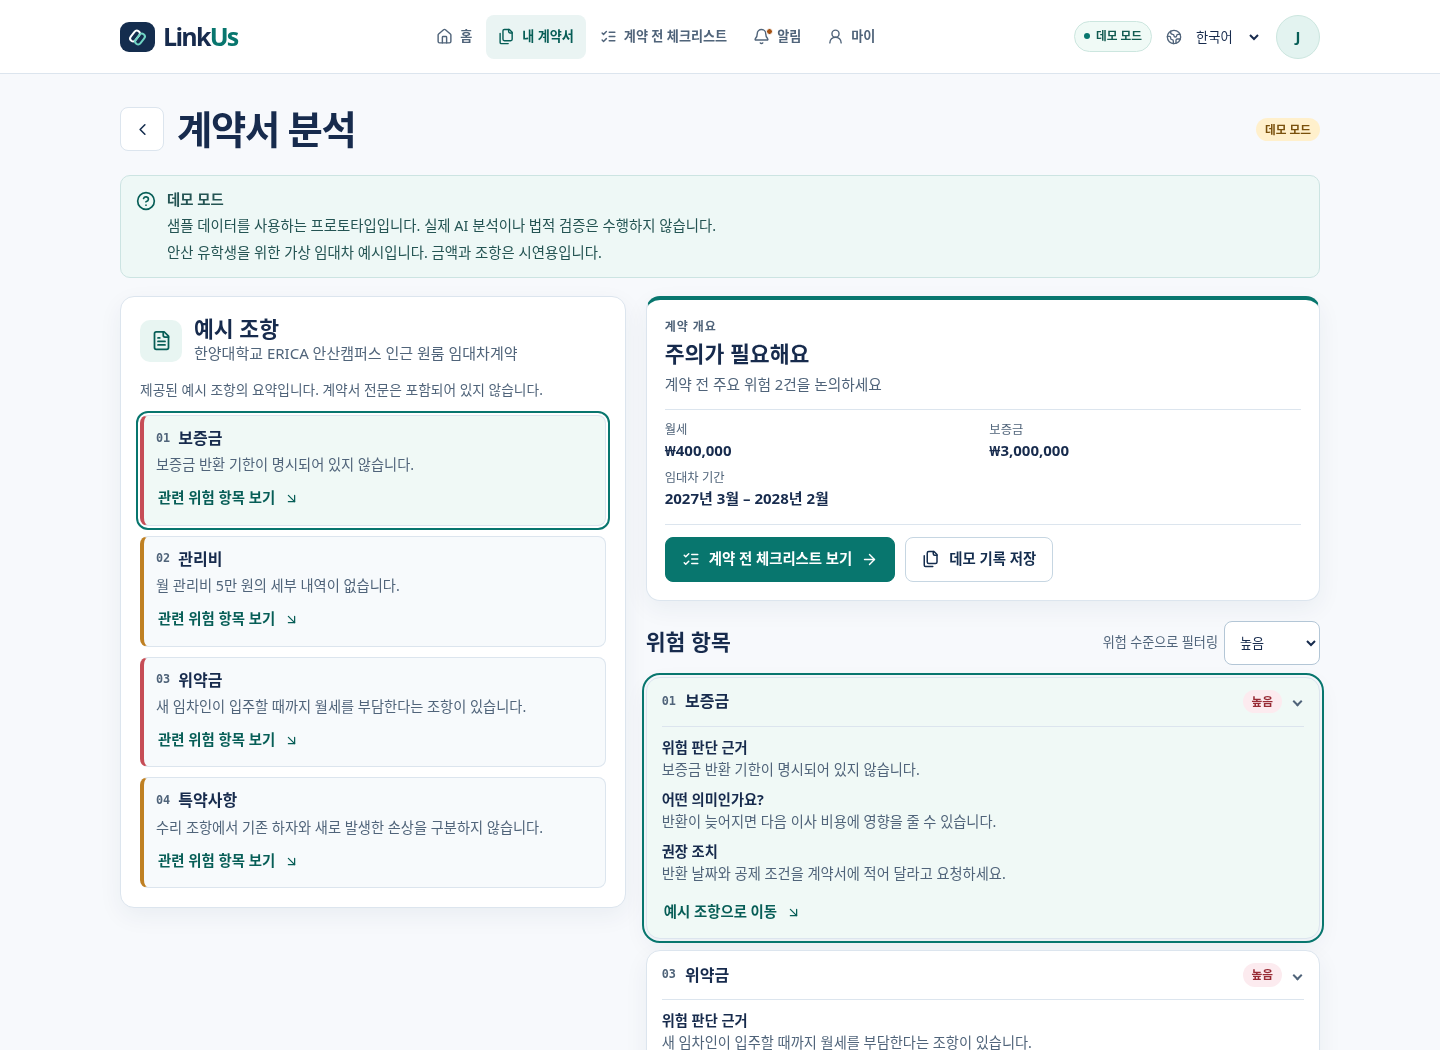 LinkUs
홈
내 계약서
계약 전 체크리스트
알림
마이
데모 모드
한국어
J
계약서 분석
데모 모드
데모 모드
샘플 데이터를 사용하는 프로토타입입니다. 실제 AI 분석이나 법적 검증은 수행하지 않습니다.
안산 유학생을 위한 가상 임대차 예시입니다. 금액과 조항은 시연용입니다.
예시 조항
한양대학교 ERICA 안산캠퍼스 인근 원룸 임대차계약
제공된 예시 조항의 요약입니다. 계약서 전문은 포함되어 있지 않습니다.
01 보증금
보증금 반환 기한이 명시되어 있지 않습니다.
관련 위험 항목 보기
02 관리비
월 관리비 5만 원의 세부 내역이 없습니다.
관련 위험 항목 보기
03 위약금
새 임차인이 입주할 때까지 월세를 부담한다는 조항이 있습니다.
관련 위험 항목 보기
04 특약사항
수리 조항에서 기존 하자와 새로 발생한 손상을 구분하지 않습니다.
관련 위험 항목 보기
계약 개요
주의가 필요해요
계약 전 주요 위험 2건을 논의하세요
월세
₩400,000
보증금
₩3,000,000
임대차 기간
2027년 3월 – 2028년 2월
계약 전 체크리스트 보기
데모 기록 저장
위험 항목
위험 수준으로 필터링
높음
01 보증금
높음
위험 판단 근거
보증금 반환 기한이 명시되어 있지 않습니다.
어떤 의미인가요?
반환이 늦어지면 다음 이사 비용에 영향을 줄 수 있습니다.
권장 조치
반환 날짜와 공제 조건을 계약서에 적어 달라고 요청하세요.
예시 조항으로 이동
03 위약금
높음
위험 판단 근거
새 임차인이 입주할 때까지 월세를 부담한다는 조항이 있습니다.